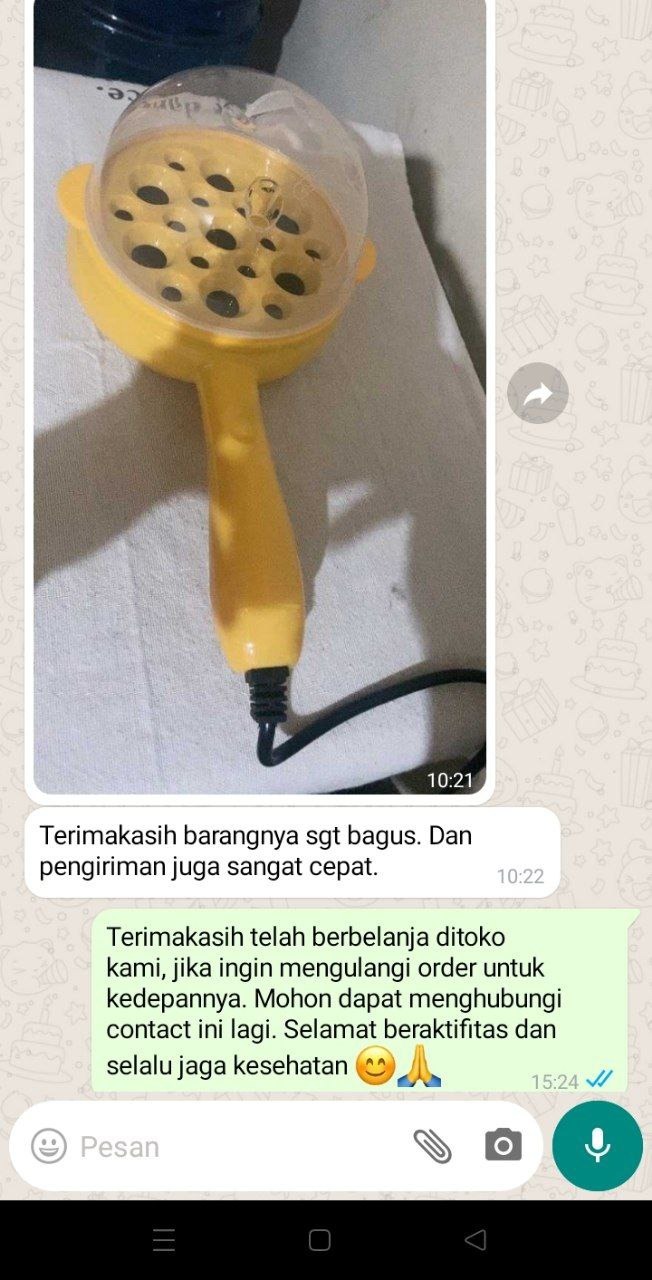 10:21
Terimakasih barangnya sgt bagus. Dan
pengiriman juga sangat cepat.
10:22
Terimakasih telah berbelanja ditoko
kami, jika ingin mengulangi order untuk
kedepannya. Mohon dapat menghubungi
contact ini lagi. Selamat beraktifitas dan
selalu jaga kesehatan 😊🙏
15:24
Pesan